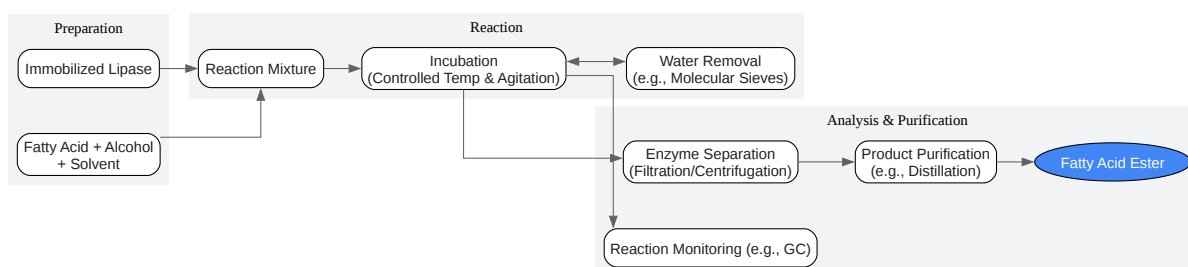 Preparation
Immobilized Lipase
Fatty Acid + Alcohol
+ Solvent
Reaction
Reaction Mixture
Incubation
(Controlled Temp & Agitation)
Water Removal
(e.g., Molecular Sieves)
Analysis & Purification
Enzyme Separation
(Filtration/Centrifugation)
Product Purification
(e.g., Distillation)
Fatty Acid Ester
Reaction Monitoring (e.g., GC)